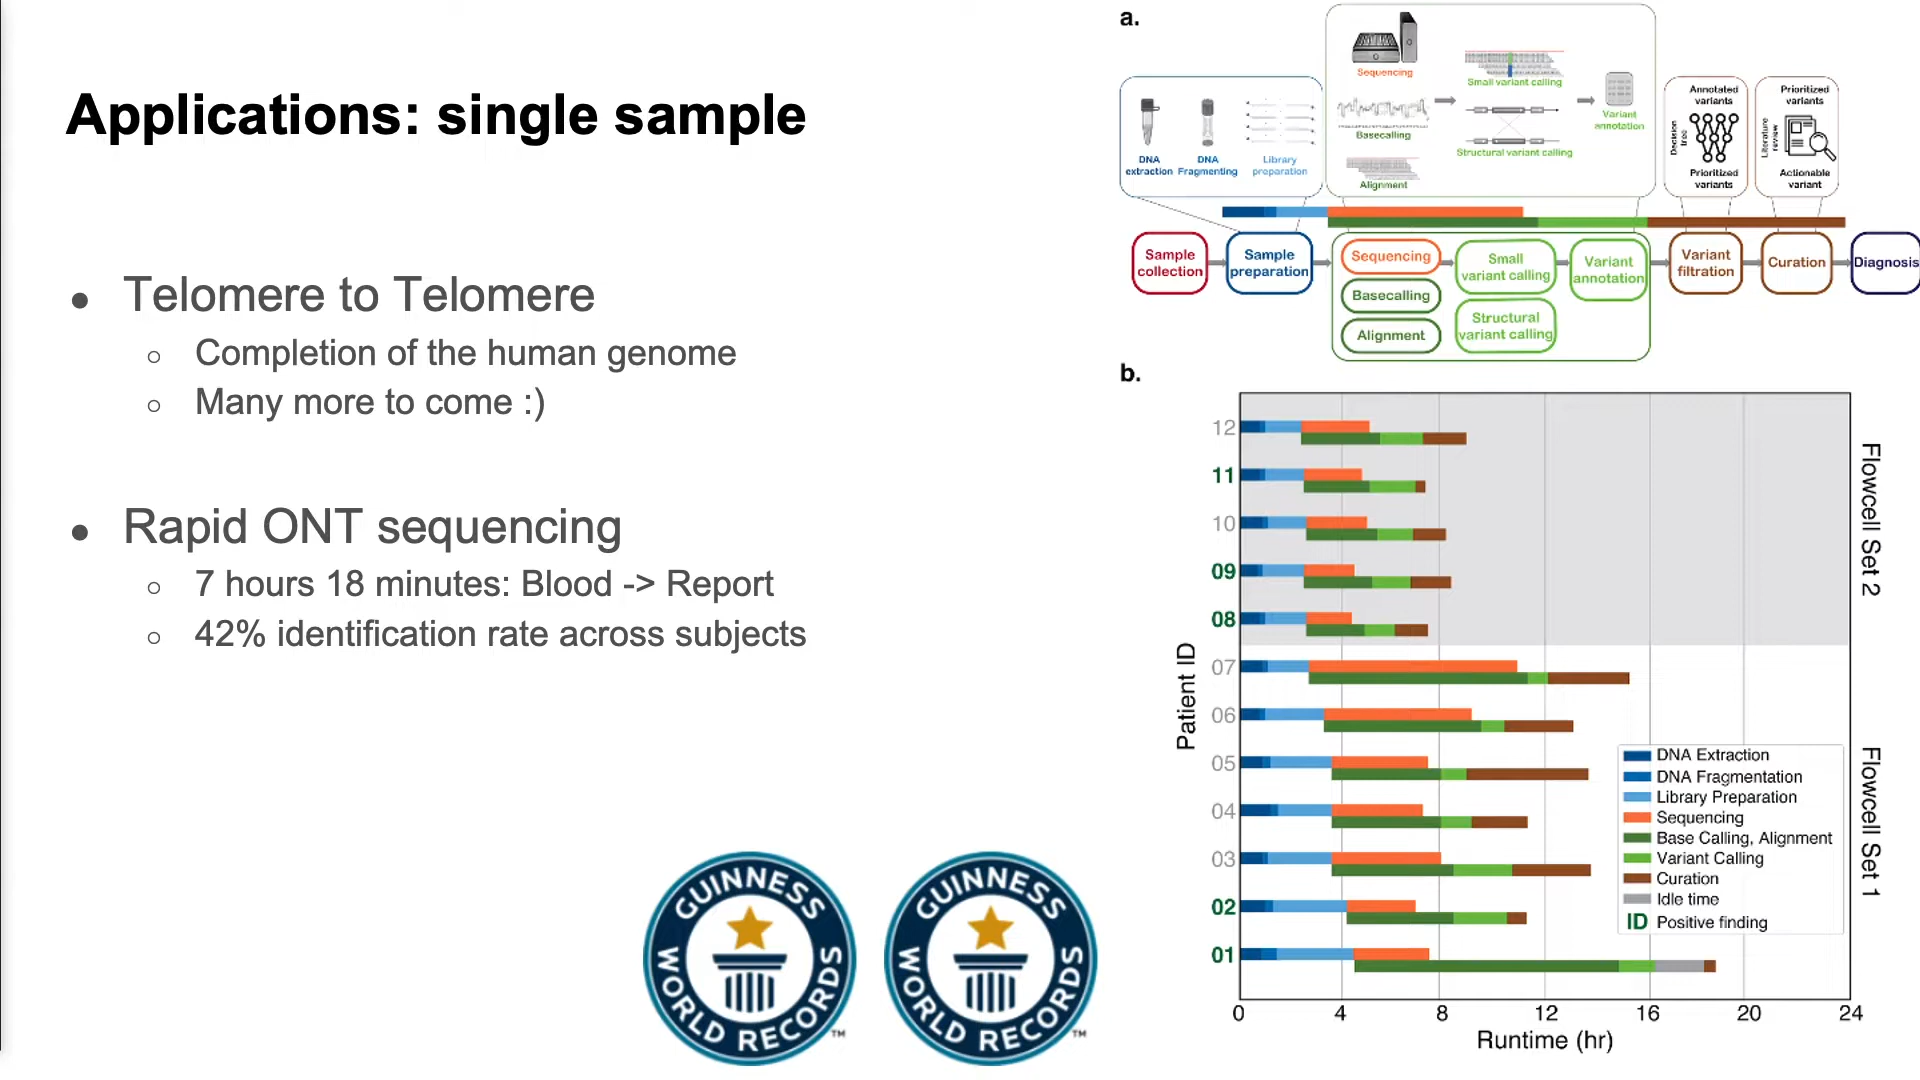 Applications: single sample
● Telomere to Telomere
○ Completion of the human genome
○ Many more to come :)
● Rapid ONT sequencing
○ 7 hours 18 minutes: Blood -> Report
○ 42% identification rate across subjects
GUINNESS
WORLD RECORDS
™
GUINNESS
WORLD RECORDS
™
a.
DNA
extraction
DNA
Fragmenting
Library
preparation
Sequencing
Basecalling
Alignment
Small variant calling
Structural variant calling
Variant
annotation
Annotated
variants
Decision
tree
Prioritized
variants
Prioritized
variants
Literature
review
Actionable
variant
Sample
collection
Sample
preparation
Sequencing
Basecalling
Alignment
Small
variant calling
Structural
variant calling
Variant
annotation
Variant
filtration
Curation
Diagnosis
b.
Patient ID
12
11
10
09
08
07
06
05
04
03
02
01
Flowcell Set 2
Flowcell Set 1
DNA Extraction
DNA Fragmentation
Library Preparation
Sequencing
Base Calling, Alignment
Variant Calling
Curation
Idle time
ID Positive finding
0 4 8 12 16 20 24
Runtime (hr)